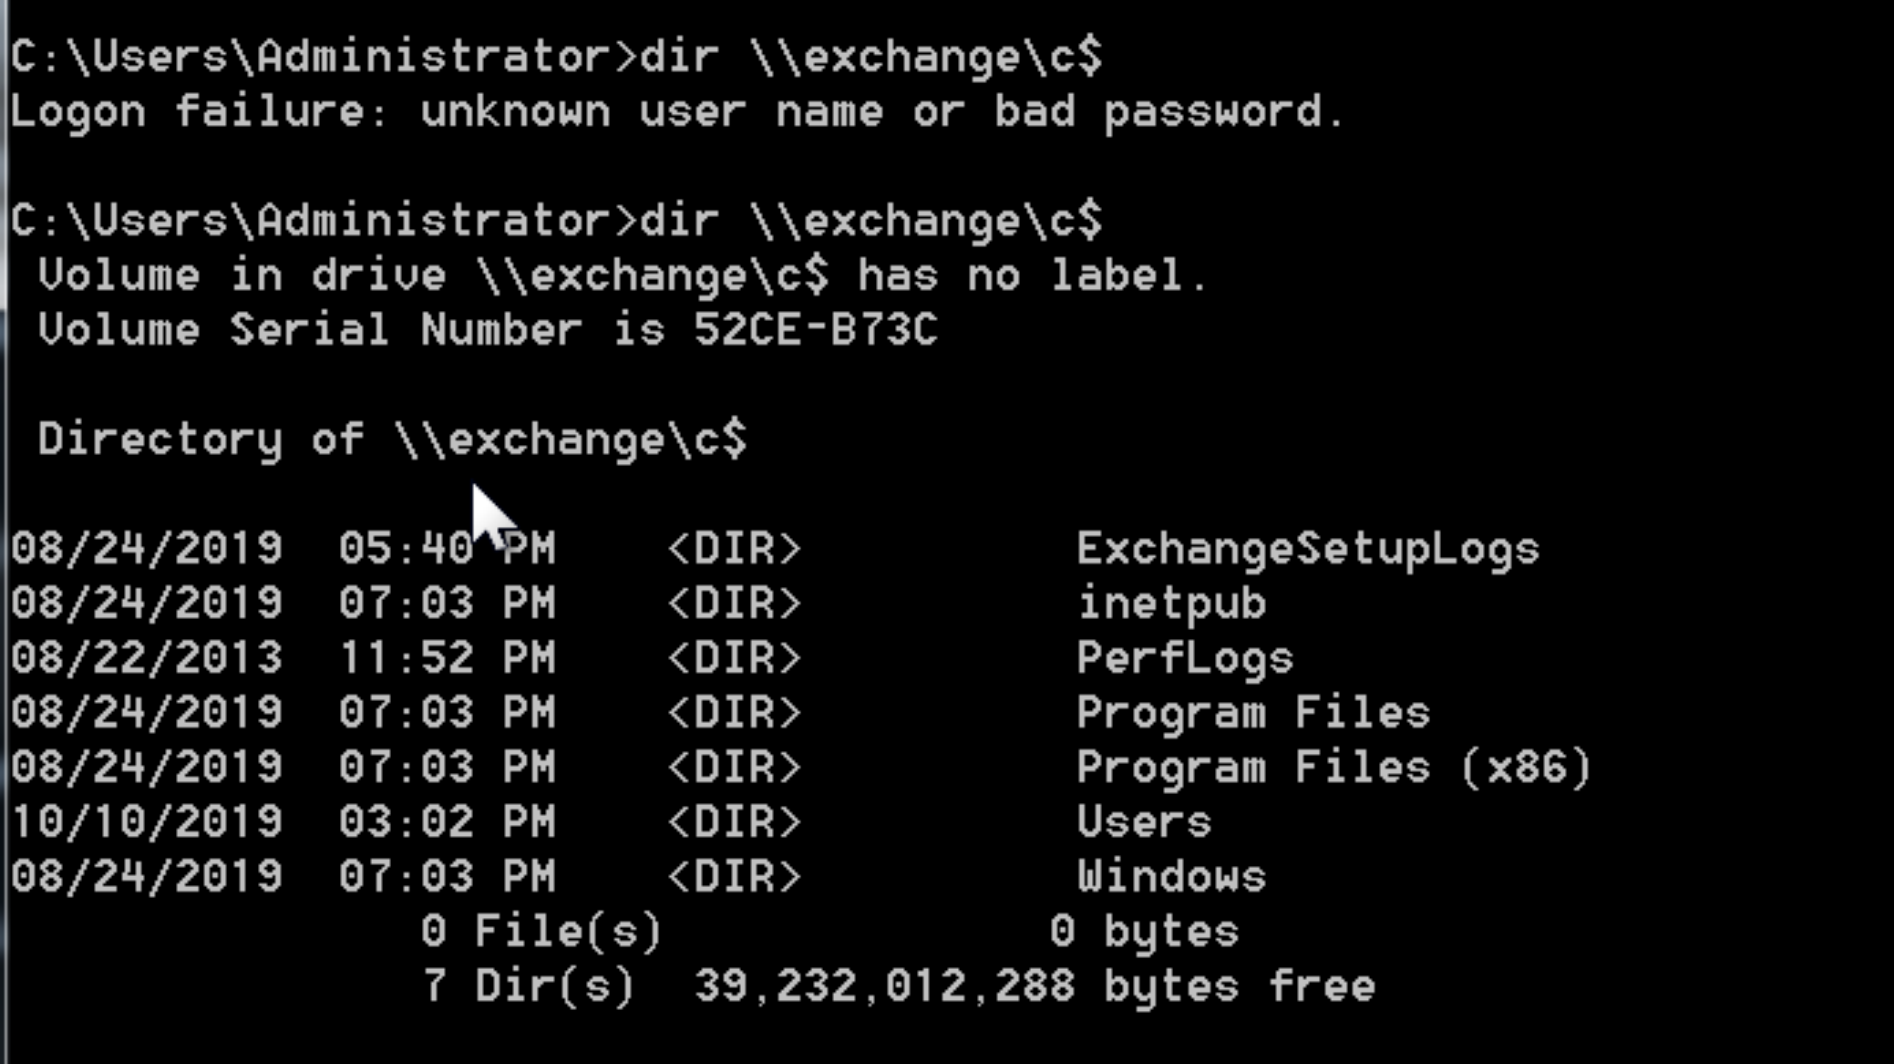 C:\Users\Administrator>dir \\exchange\c$
Logon failure: unknown user name or bad password.
C:\Users\Administrator>dir \\exchange\c$
Volume in drive \\exchange\c$ has no label.
Volume Serial Number is 52CE-B73C
Directory of \\exchange\c$
08/24/2019  05:40 PM    <DIR>          ExchangeSetupLogs
08/24/2019  07:03 PM    <DIR>          inetpub
08/22/2013  11:52 PM    <DIR>          PerfLogs
08/24/2019  07:03 PM    <DIR>          Program Files
08/24/2019  07:03 PM    <DIR>          Program Files (x86)
10/10/2019  03:02 PM    <DIR>          Users
08/24/2019  07:03 PM    <DIR>          Windows
0 File(s)              0 bytes
7 Dir(s)  39,232,012,288 bytes free